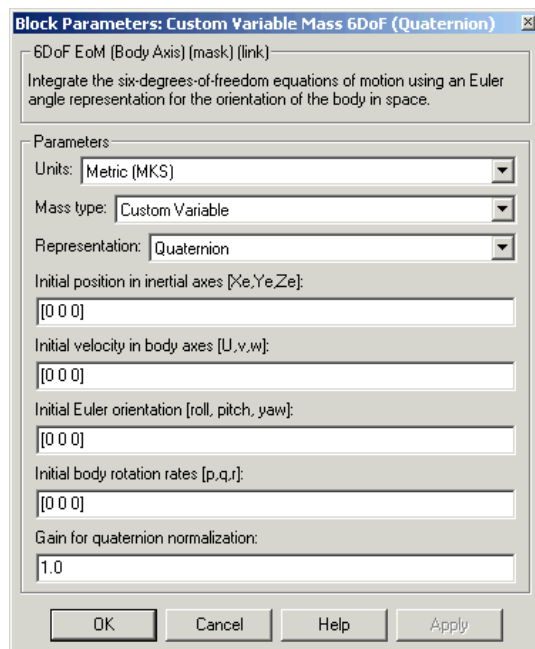 Block Parameters: Custom Variable Mass 6DoF (Quaternion)
6DoF EoM (Body Axis) (mask) (link)
Integrate the six-degrees-of-freedom equations of motion using an Euler
angle representation for the orientation of the body in space.
Parameters
Units: Metric (MKS)
Mass type: Custom Variable
Representation: Quaternion
Initial position in inertial axes [Xe,Ye,Ze]:
[0 0 0]
Initial velocity in body axes [U,v,w]:
[0 0 0]
Initial Euler orientation [roll, pitch, yaw]:
[0 0 0]
Initial body rotation rates [p,q,r]:
[0 0 0]
Gain for quaternion normalization:
1.0
OK Cancel Help Apply